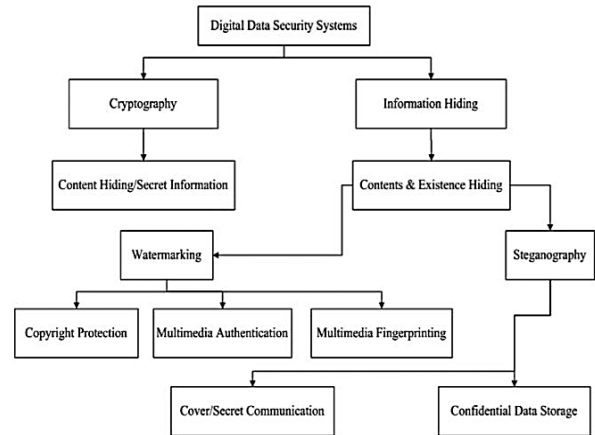 Digital Data Security Systems
Cryptography
Information Hiding
Content Hiding/Secret Information
Contents & Existence Hiding
Watermarking
Steganography
Copyright Protection
Multimedia Authentication
Multimedia Fingerprinting
Cover/Secret Communication
Confidential Data Storage